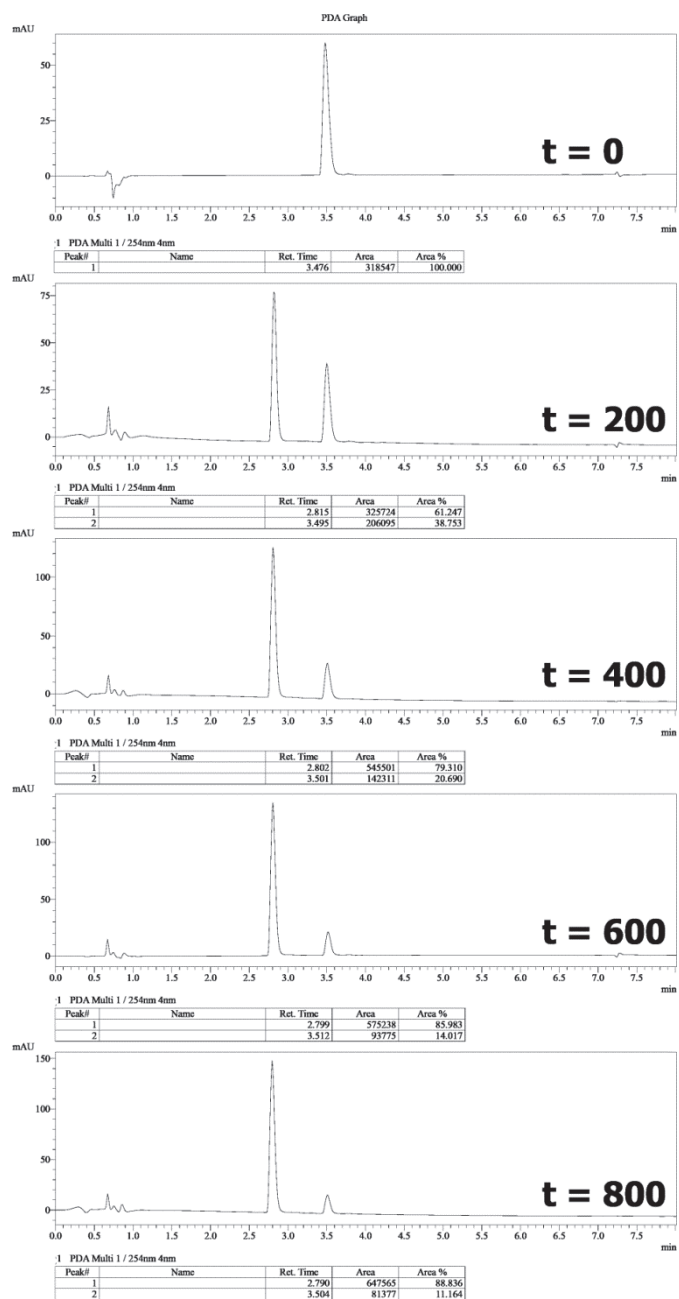 PDA Graph
mAU
50
25
0
t = 0
0.0 0.5 1.0 1.5 2.0 2.5 3.0 3.5 4.0 4.5 5.0 5.5 6.0 6.5 7.0 7.5
min
1 PDA Multi 1 / 254nm 4nm
Peak# Name Ret. Time Area Area %
1 3.476 318547 100.000
mAU
75
50
25
0
t = 200
0.0 0.5 1.0 1.5 2.0 2.5 3.0 3.5 4.0 4.5 5.0 5.5 6.0 6.5 7.0 7.5
min
1 PDA Multi 1 / 254nm 4nm
Peak# Name Ret. Time Area Area %
1 2.815 325724 61.247
2 3.495 206095 38.753
mAU
100
50
0
t = 400
0.0 0.5 1.0 1.5 2.0 2.5 3.0 3.5 4.0 4.5 5.0 5.5 6.0 6.5 7.0 7.5
min
1 PDA Multi 1 / 254nm 4nm
Peak# Name Ret. Time Area Area %
1 2.802 545501 79.310
2 3.501 142311 20.690
mAU
100
50
0
t = 600
0.0 0.5 1.0 1.5 2.0 2.5 3.0 3.5 4.0 4.5 5.0 5.5 6.0 6.5 7.0 7.5
min
1 PDA Multi 1 / 254nm 4nm
Peak# Name Ret. Time Area Area %
1 2.799 575238 85.983
2 3.512 93775 14.017
mAU
150
100
50
0
t = 800
0.0 0.5 1.0 1.5 2.0 2.5 3.0 3.5 4.0 4.5 5.0 5.5 6.0 6.5 7.0 7.5
min
1 PDA Multi 1 / 254nm 4nm
Peak# Name Ret. Time Area Area %
1 2.790 647565 88.836
2 3.504 81377 11.164